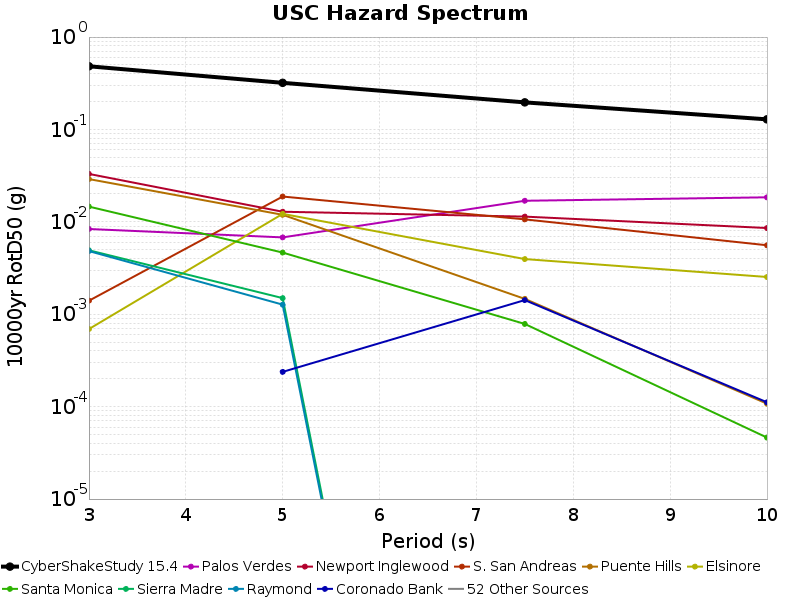 USC Hazard Spectrum
10000yr RotD50 (g)
10^0
10^-1
10^-2
10^-3
10^-4
10^-5
3 4 5 6 7 8 9 10
Period (s)
CyberShakeStudy 15.4 Palos Verdes Newport Inglewood S. San Andreas Puente Hills Elsinore
Santa Monica Sierra Madre Raymond Coronado Bank 52 Other Sources